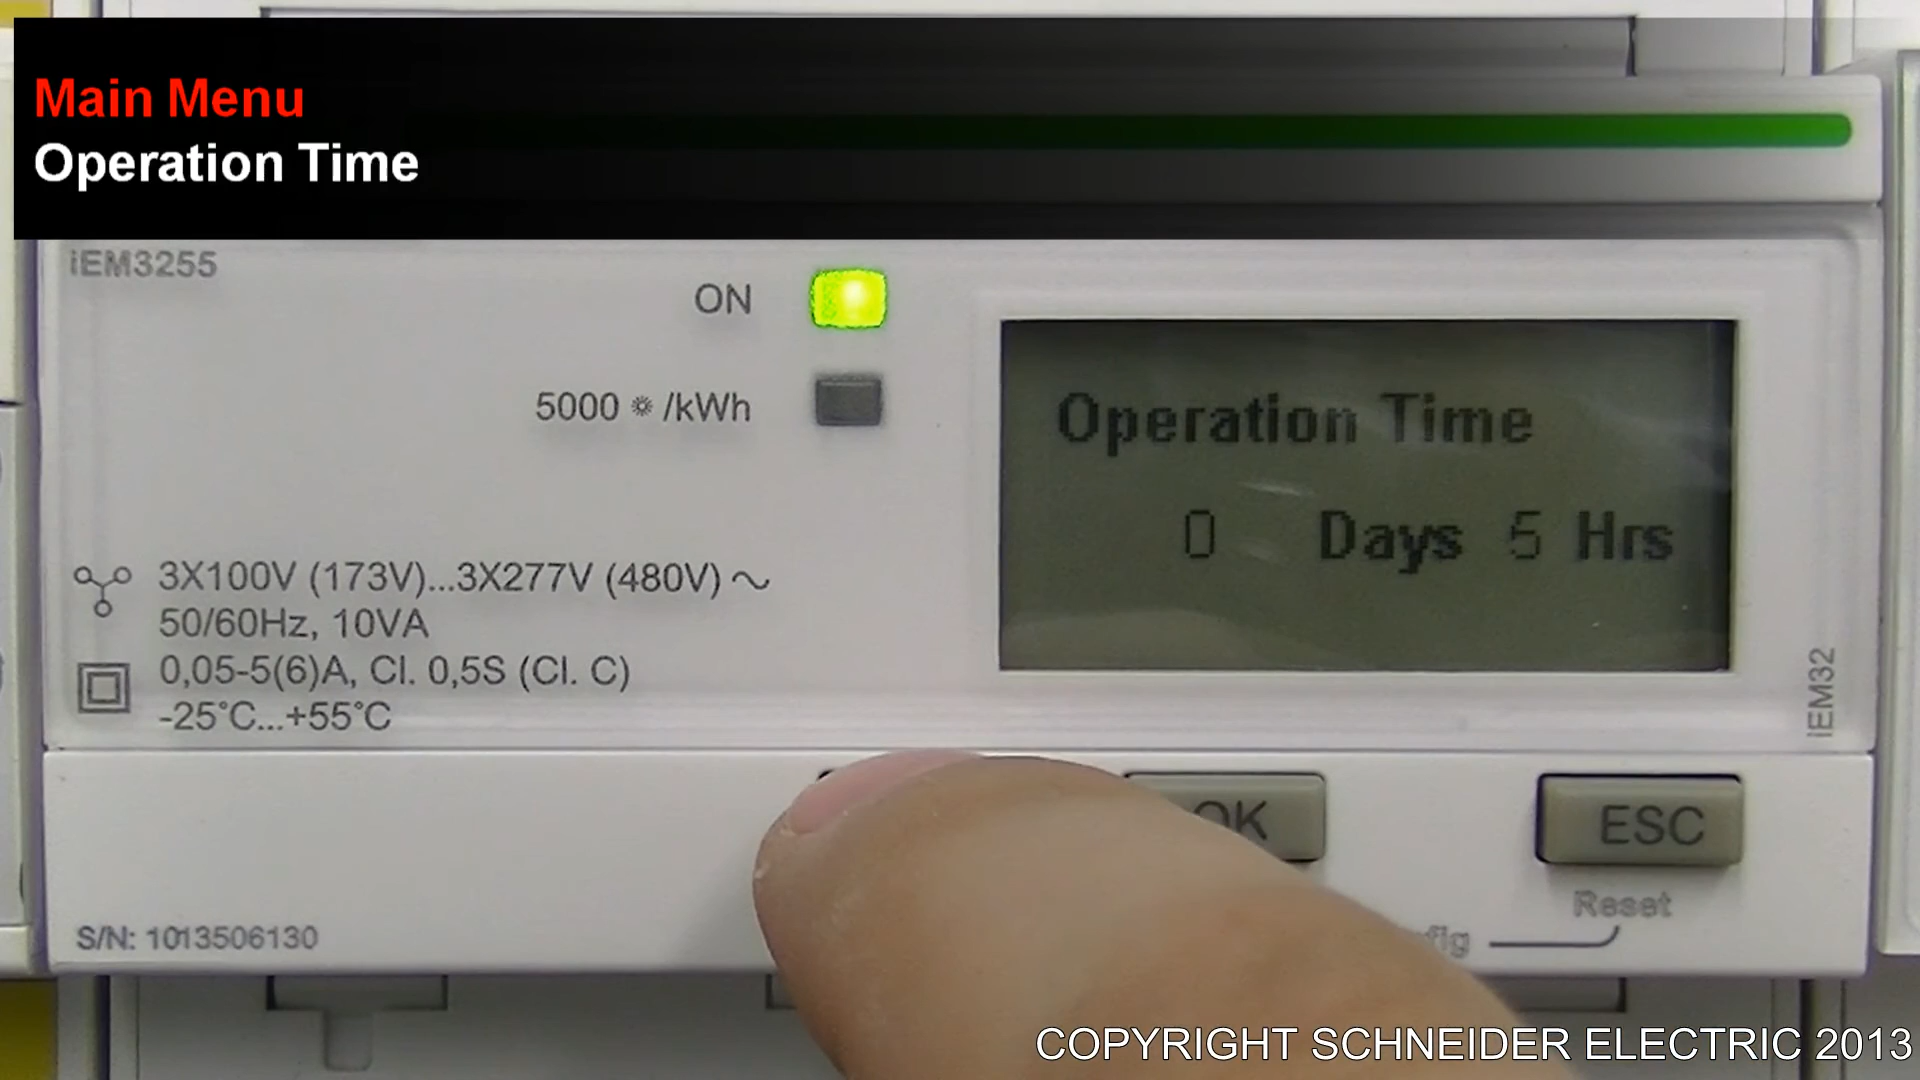 Main Menu
Operation Time
iEM3255
ON
5000 /kWh
Operation Time
0 Days 5 Hrs
3X100V (173V)...3X277V (480V) ~
50/60Hz, 10VA
0,05-5(6)A, Cl. 0,5S (Cl. C)
-25°C...+55°C
iEM32
OK
ESC
Reset
S/N: 1013506130
COPYRIGHT SCHNEIDER ELECTRIC 2013